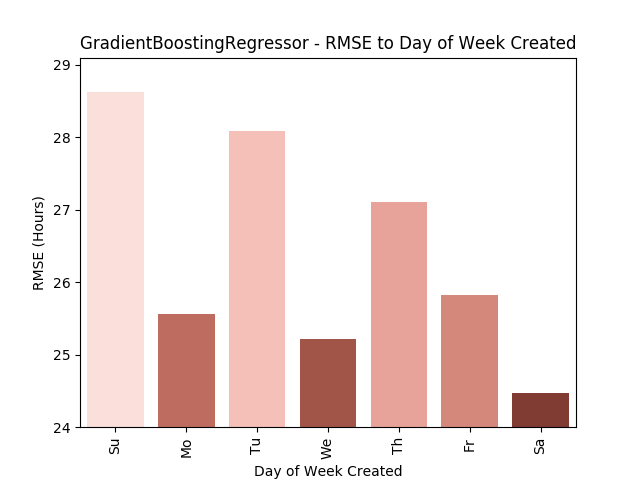 GradientBoostingRegressor - RMSE to Day of Week Created
29
28
27
26
25
24
RMSE (Hours)
Su
Mo
Tu
We
Th
Fr
Sa
Day of Week Created